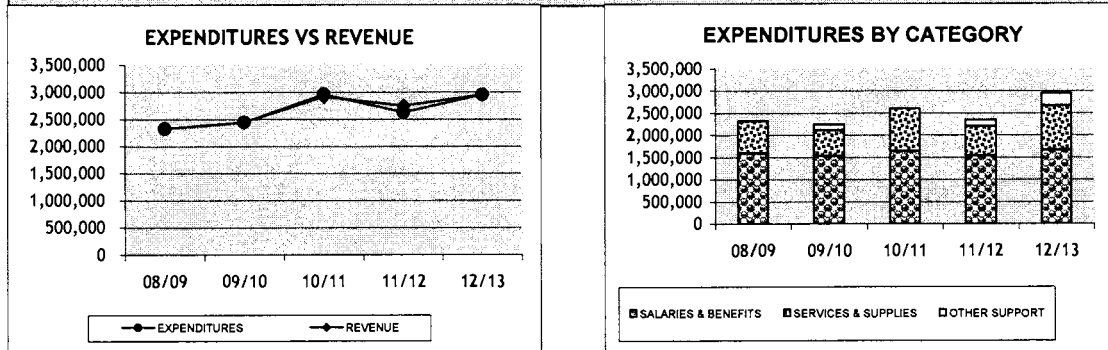 EXPENDITURES VS REVENUE
3,500,000
3,000,000
2,500,000
2,000,000
1,500,000
1,000,000
500,000
0
08/09 09/10 10/11 11/12 12/13
EXPENDITURES REVENUE
EXPENDITURES BY CATEGORY
3,500,000
3,000,000
2,500,000
2,000,000
1,500,000
1,000,000
500,000
0
08/09 09/10 10/11 11/12 12/13
SALARIES & BENEFITS SERVICES & SUPPLIES OTHER SUPPORT